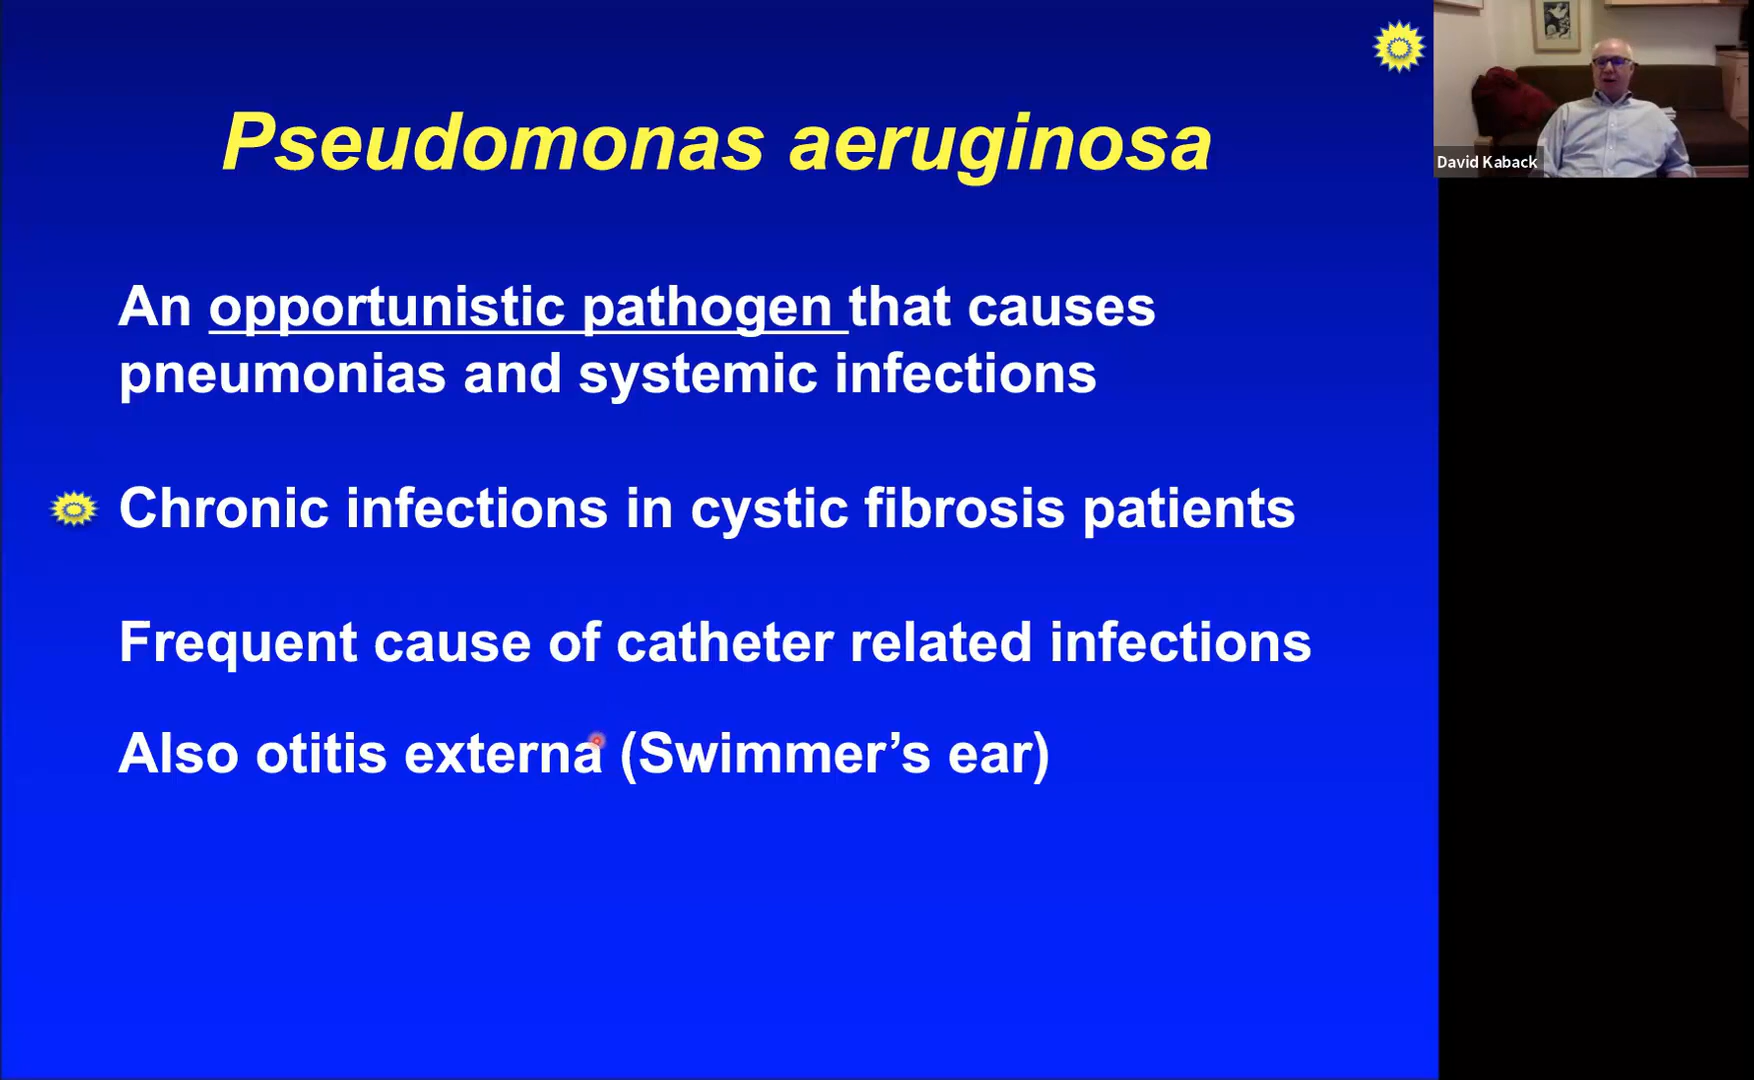 Pseudomonas aeruginosa
David Kaback
An opportunistic pathogen that causes
pneumonias and systemic infections
Chronic infections in cystic fibrosis patients
Frequent cause of catheter related infections
Also otitis externa (Swimmer’s ear)